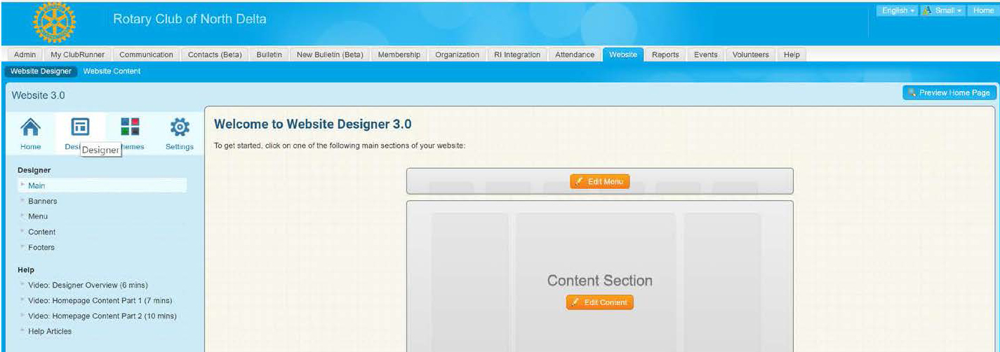 English Small Home
Rotary Club of North Delta
Admin My ClubRunner Communication Contacts (Beta) Bulletin New Bulletin (Beta) Membership Organization RI Integration Attendance Website Reports Events Volunteers Help
Website Designer Website Content
Website 3.0
Preview Home Page
Home Themes Settings
Designer
Welcome to Website Designer 3.0
To get started, click on one of the following main sections of your website:
Designer
Main
Banners
Menu
Content
Footers
Help
Video: Designer Overview (6 mins)
Video: Homepage Content Part 1 (7 mins)
Video: Homepage Content Part 2 (10 mins)
Help Articles
Edit Menu
Content Section
Edit Content